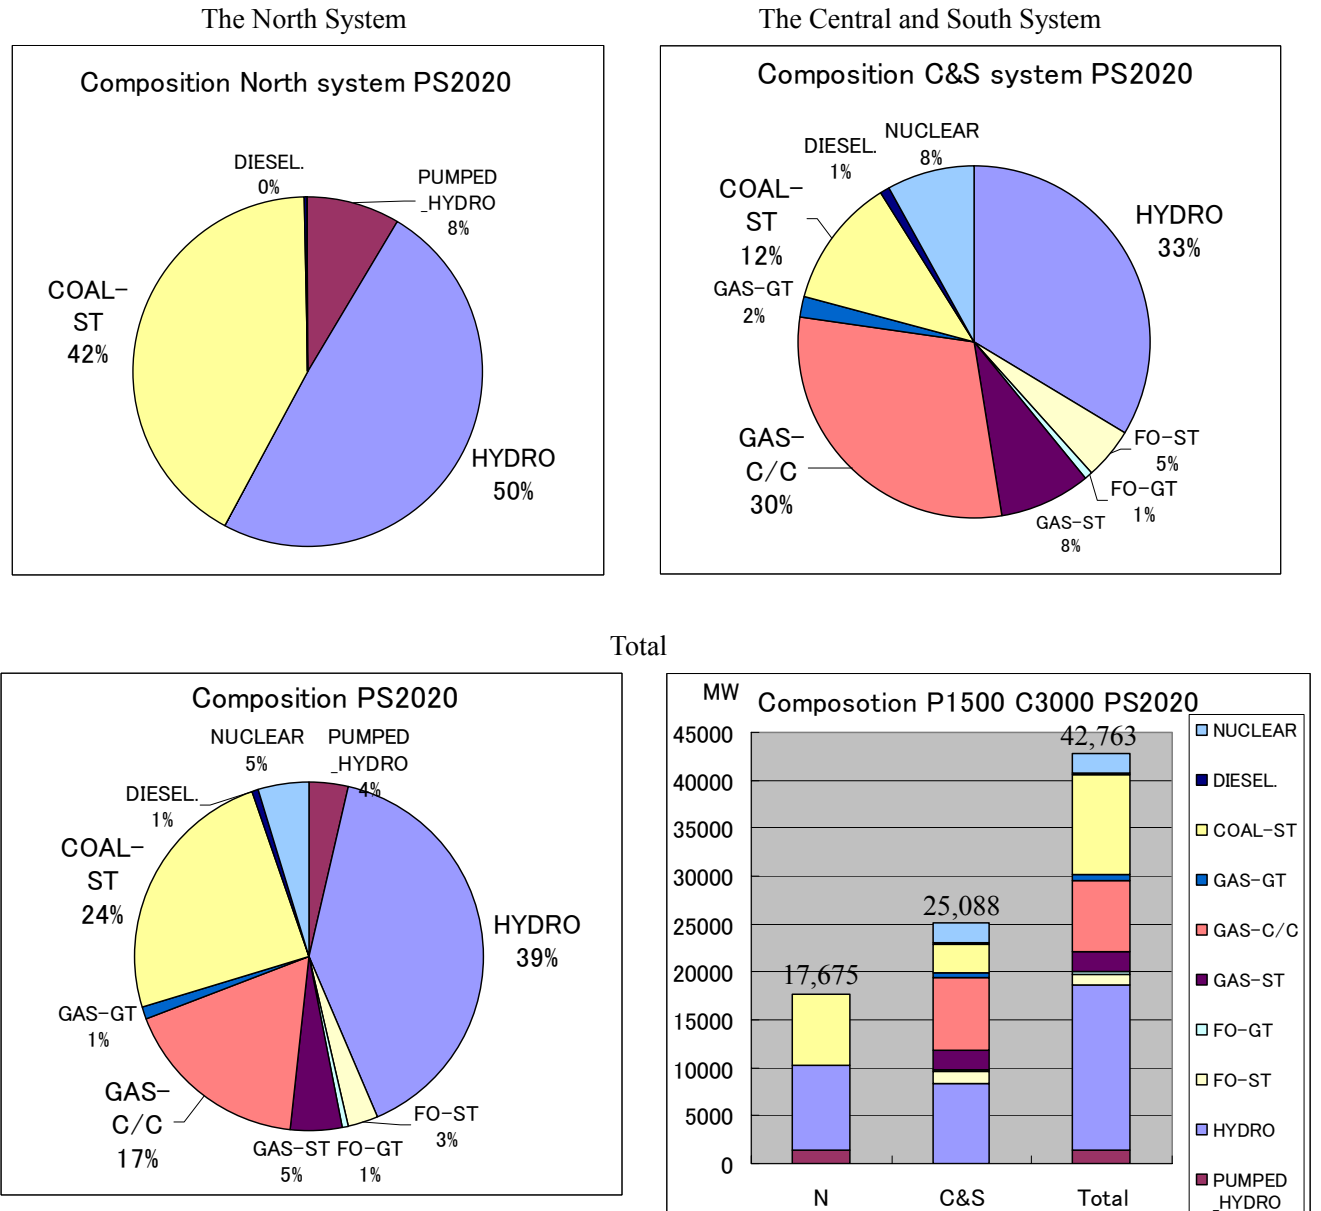 The North System
The Central and South System
Composition North system PS2020
DIESEL.
0%
PUMPED
_HYDRO
8%
COAL-
ST
42%
HYDRO
50%
Composition C&S system PS2020
NUCLEAR
8%
DIESEL.
1%
COAL-
ST
12%
HYDRO
33%
GAS-GT
2%
GAS-
C/C
30%
FO-ST
5%
FO-GT
1%
GAS-ST
8%
Total
Composition PS2020
NUCLEAR
5%
PUMPED
_HYDRO
4%
DIESEL.
1%
COAL-
ST
24%
HYDRO
39%
GAS-GT
1%
GAS-
C/C
17%
GAS-ST
5%
FO-GT
1%
FO-ST
3%
MW
Composotion P1500 C3000 PS2020
45000
40000
35000
30000
25000
20000
15000
10000
5000
0
17,675
25,088
42,763
N
C&S
Total
NUCLEAR
DIESEL.
COAL-ST
GAS-GT
GAS-C/C
GAS-ST
FO-GT
FO-ST
HYDRO
PUMPED
_HYDRO